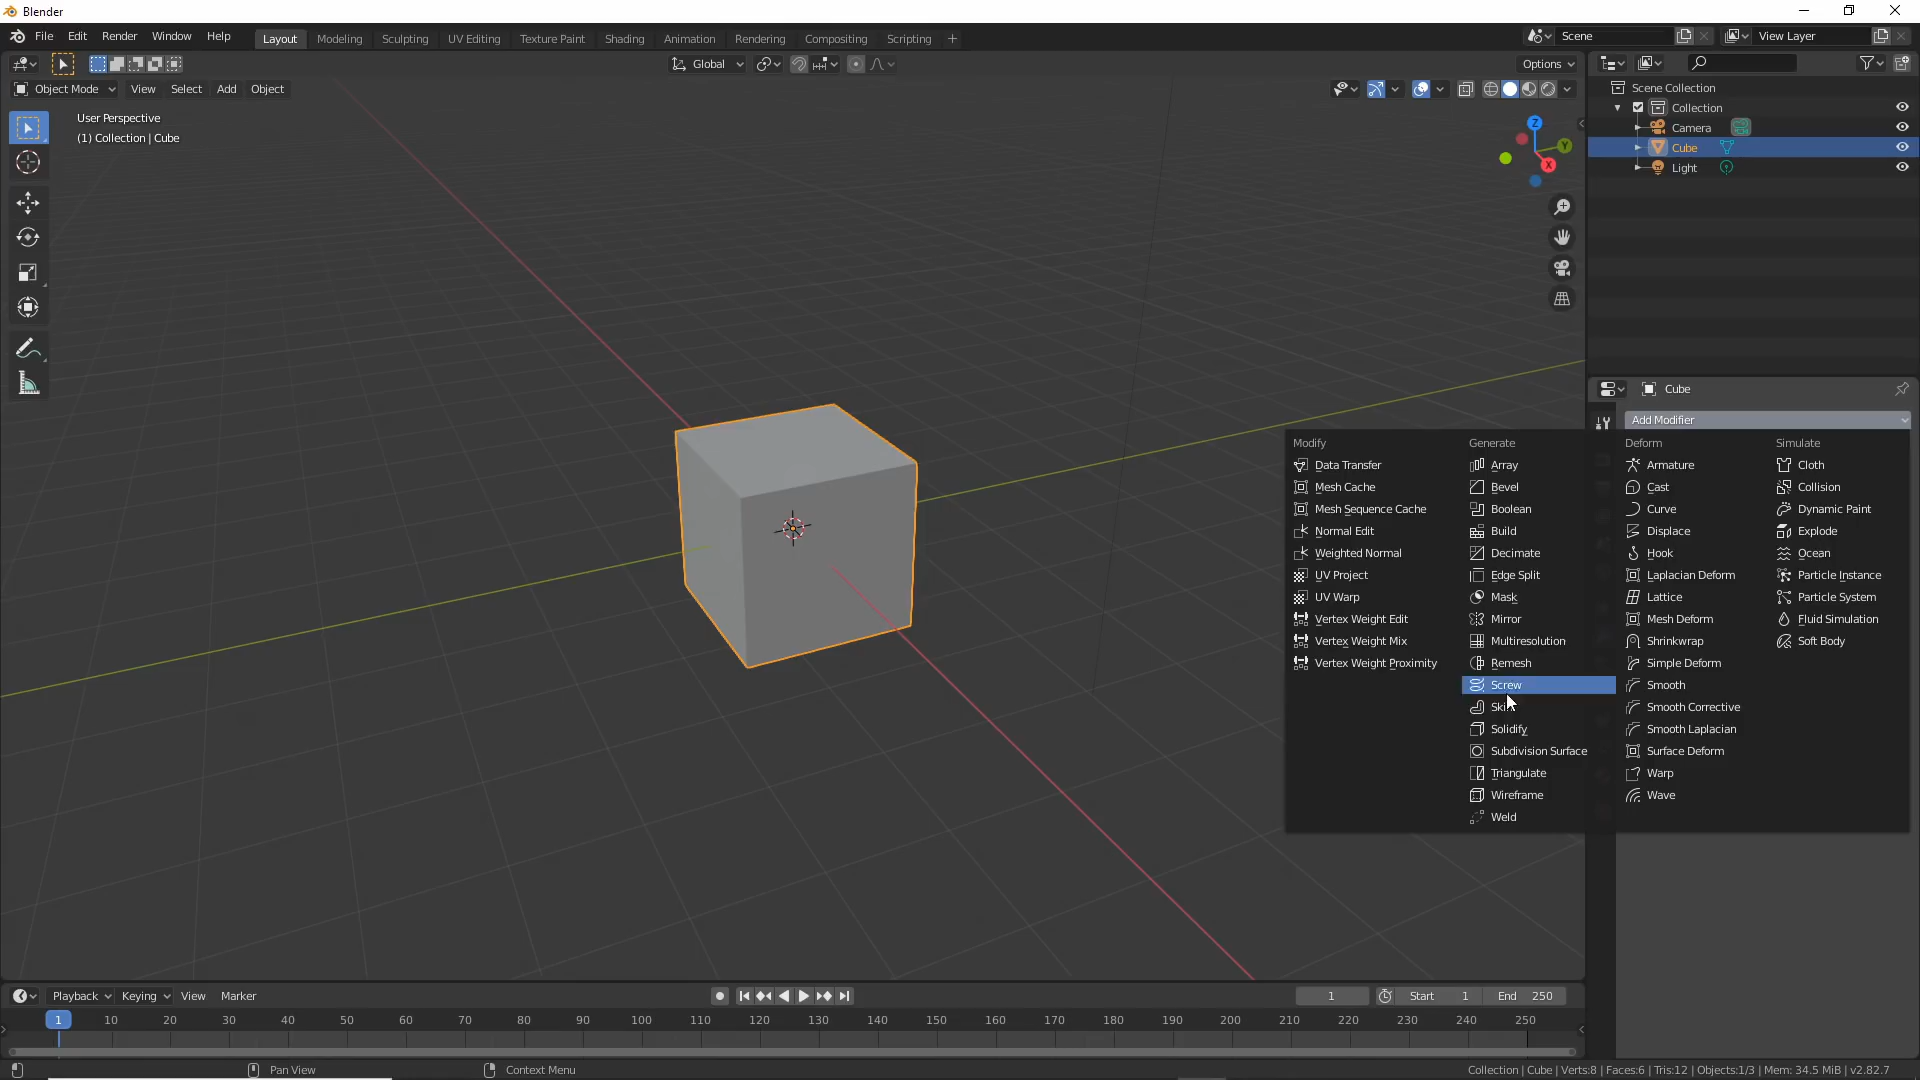 Blender
File Edit Render Window Help Layout Modeling Sculpting UV Editing Texture Paint Shading Animation Rendering Compositing Scripting + Scene View Layer
Global Options
Object Mode View Select Add Object
User Perspective
(1) Collection | Cube
Z
Y
X
Scene Collection
Collection
Camera
Cube
Light
Cube
Add Modifier
Modify Generate Deform Simulate
Data Transfer Array Armature Cloth
Mesh Cache Bevel Cast Collision
Mesh Sequence Cache Boolean Curve Dynamic Paint
Normal Edit Build Displace Explode
Weighted Normal Decimate Hook Ocean
UV Project Edge Split Laplacian Deform Particle Instance
UV Warp Mask Lattice Particle System
Vertex Weight Edit Mirror Mesh Deform Fluid Simulation
Vertex Weight Mix Multiresolution Shrinkwrap Soft Body
Vertex Weight Proximity Remesh Simple Deform
Screw Smooth
Skin Smooth Corrective
Solidify Smooth Laplacian
Subdivision Surface Surface Deform
Triangulate Warp
Wireframe Wave
Weld
Playback Keying View Marker 1 Start 1 End 250
1 10 20 30 40 50 60 70 80 90 100 110 120 130 140 150 160 170 180 190 200 210 220 230 240 250
Pan View Context Menu Collection | Cube | Verts:8 | Faces:6 | Tris:12 | Objects:1/3 | Mem: 34.5 MiB | v2.82.7